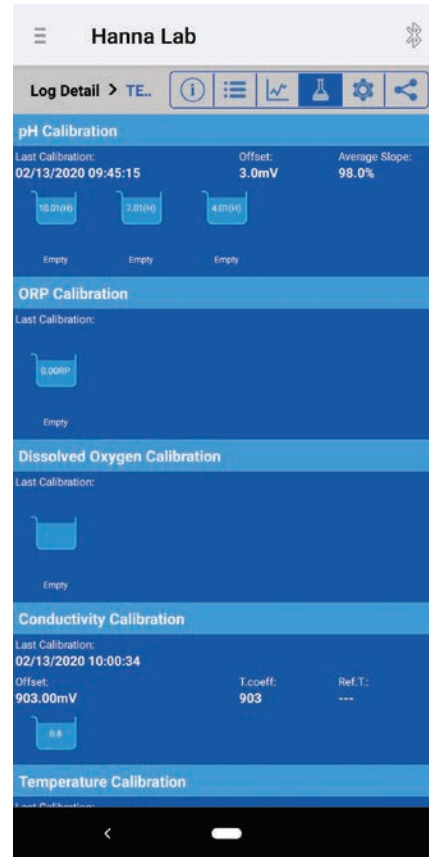 Hanna Lab
Log Detail > TE..
pH Calibration
Last Calibration: Offset: Average Slope:
02/13/2020 09:45:15 3.0mV 98.0%
10.01(H) 7.01(H) 4.01(H)
Empty Empty Empty
ORP Calibration
Last Calibration:
0.0ORP
Empty
Dissolved Oxygen Calibration
Last Calibration:
Empty
Conductivity Calibration
Last Calibration:
02/13/2020 10:00:34
Offset: T.coeff: Ref.T.:
903.00mV 903 ---
0.8
Temperature Calibration
Last Calibration: